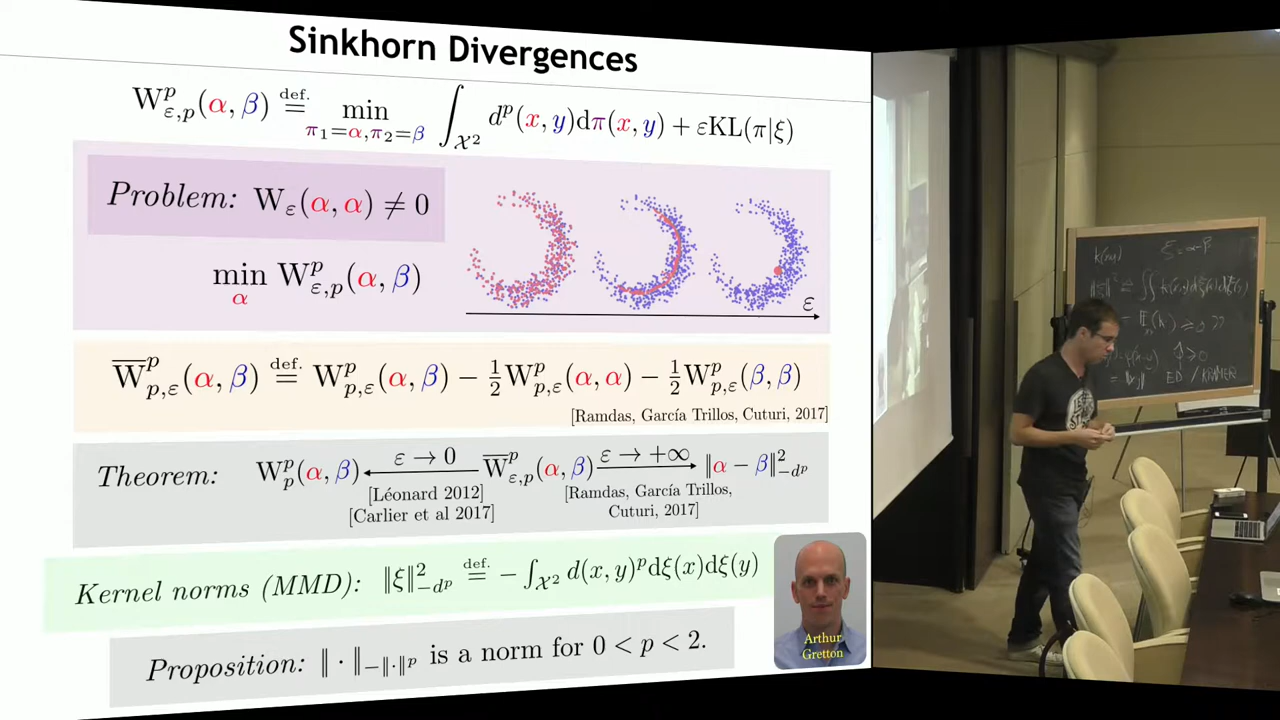 Sinkhorn Divergences
W^p_{ε,p}(α, β) def.= min_{π₁=α,π₂=β} ∫_{𝒳²} d^p(x, y)dπ(x, y) + εKL(π|ξ)
Problem: W_ε(α, α) ≠ 0
min_α W^p_{ε,p}(α, β)
ε
W̅^p_{p,ε}(α, β) def.= W^p_{p,ε}(α, β) − ½W^p_{p,ε}(α, α) − ½W^p_{p,ε}(β, β)
[Ramdas, García Trillos, Cuturi, 2017]
Theorem: W^p_p(α, β) ←ε → 0 W̅^p_{ε,p}(α, β) ε → +∞→ ‖α − β‖²_{−d^p}
[Léonard 2012] [Ramdas, García Trillos,
[Carlier et al 2017] Cuturi, 2017]
Kernel norms (MMD): ‖ξ‖²_{−d^p} def.= − ∫_{𝒳²} d(x, y)^p dξ(x)dξ(y)
Proposition: ‖ · ‖_{−‖·‖^p} is a norm for 0 < p < 2.
Arthur
Gretton
ED / KRAMER